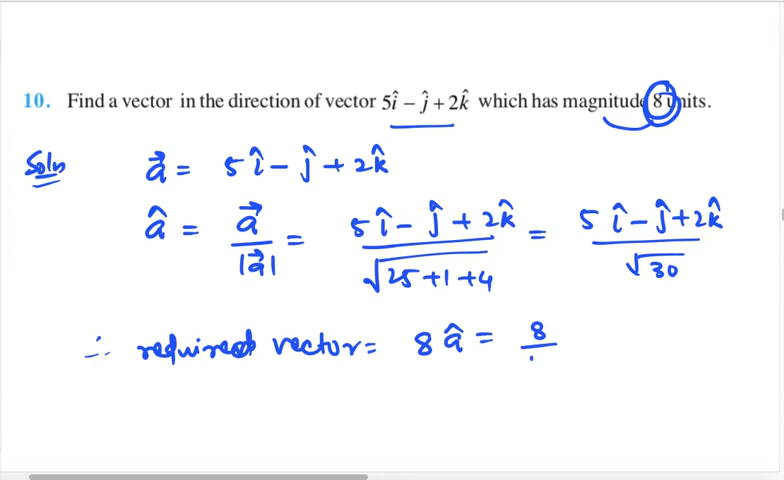 10. Find a vector in the direction of vector 5î − ĵ + 2k̂ which has magnitude 8 units.
Soln a⃗ = 5î − ĵ + 2k̂
â = a⃗/|a⃗| = (5î − ĵ + 2k̂)/√(25+1+4) = (5î − ĵ + 2k̂)/√30
∴ required vector = 8â = 8/